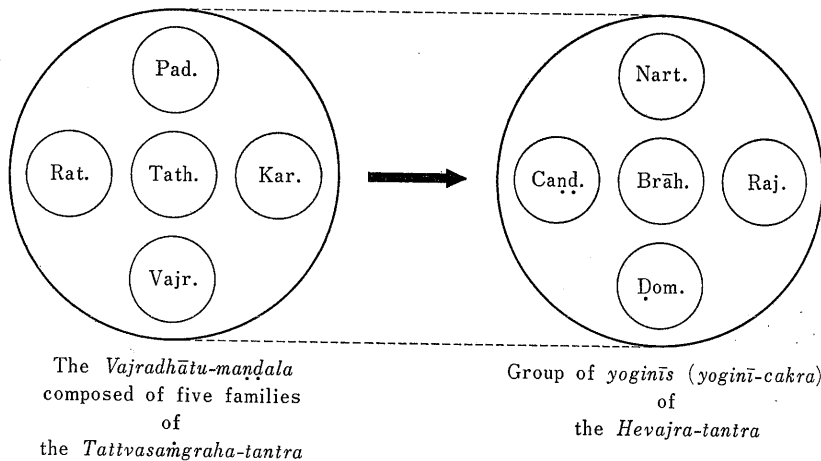 Pad.
Rat.
Tath.
Kar.
Vajr.
Nart.
Caṇḍ.
Brāh.
Raj.
Ḍom.
The Vajradhātu-maṇḍala
composed of five families
of
the Tattvasaṁgraha-tantra
Group of yoginīs (yoginī-cakra)
of
the Hevajra-tantra